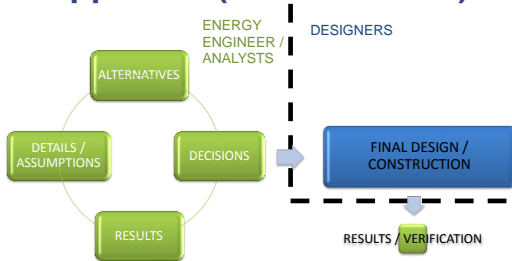 ENERGY
ENGINEER /
ANALYSTS
DESIGNERS
ALTERNATIVES
DETAILS /
ASSUMPTIONS
DECISIONS
RESULTS
FINAL DESIGN /
CONSTRUCTION
RESULTS / VERIFICATION